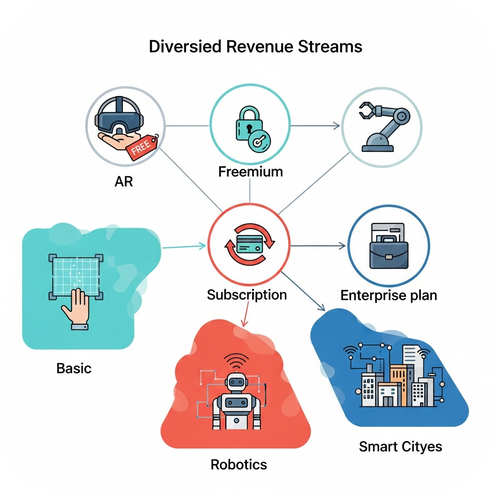 Diversied Revenue Streams
FREE
AR
Freemium
Subscription
Enterprise plan
Basic
Robotics
Smart Cityes